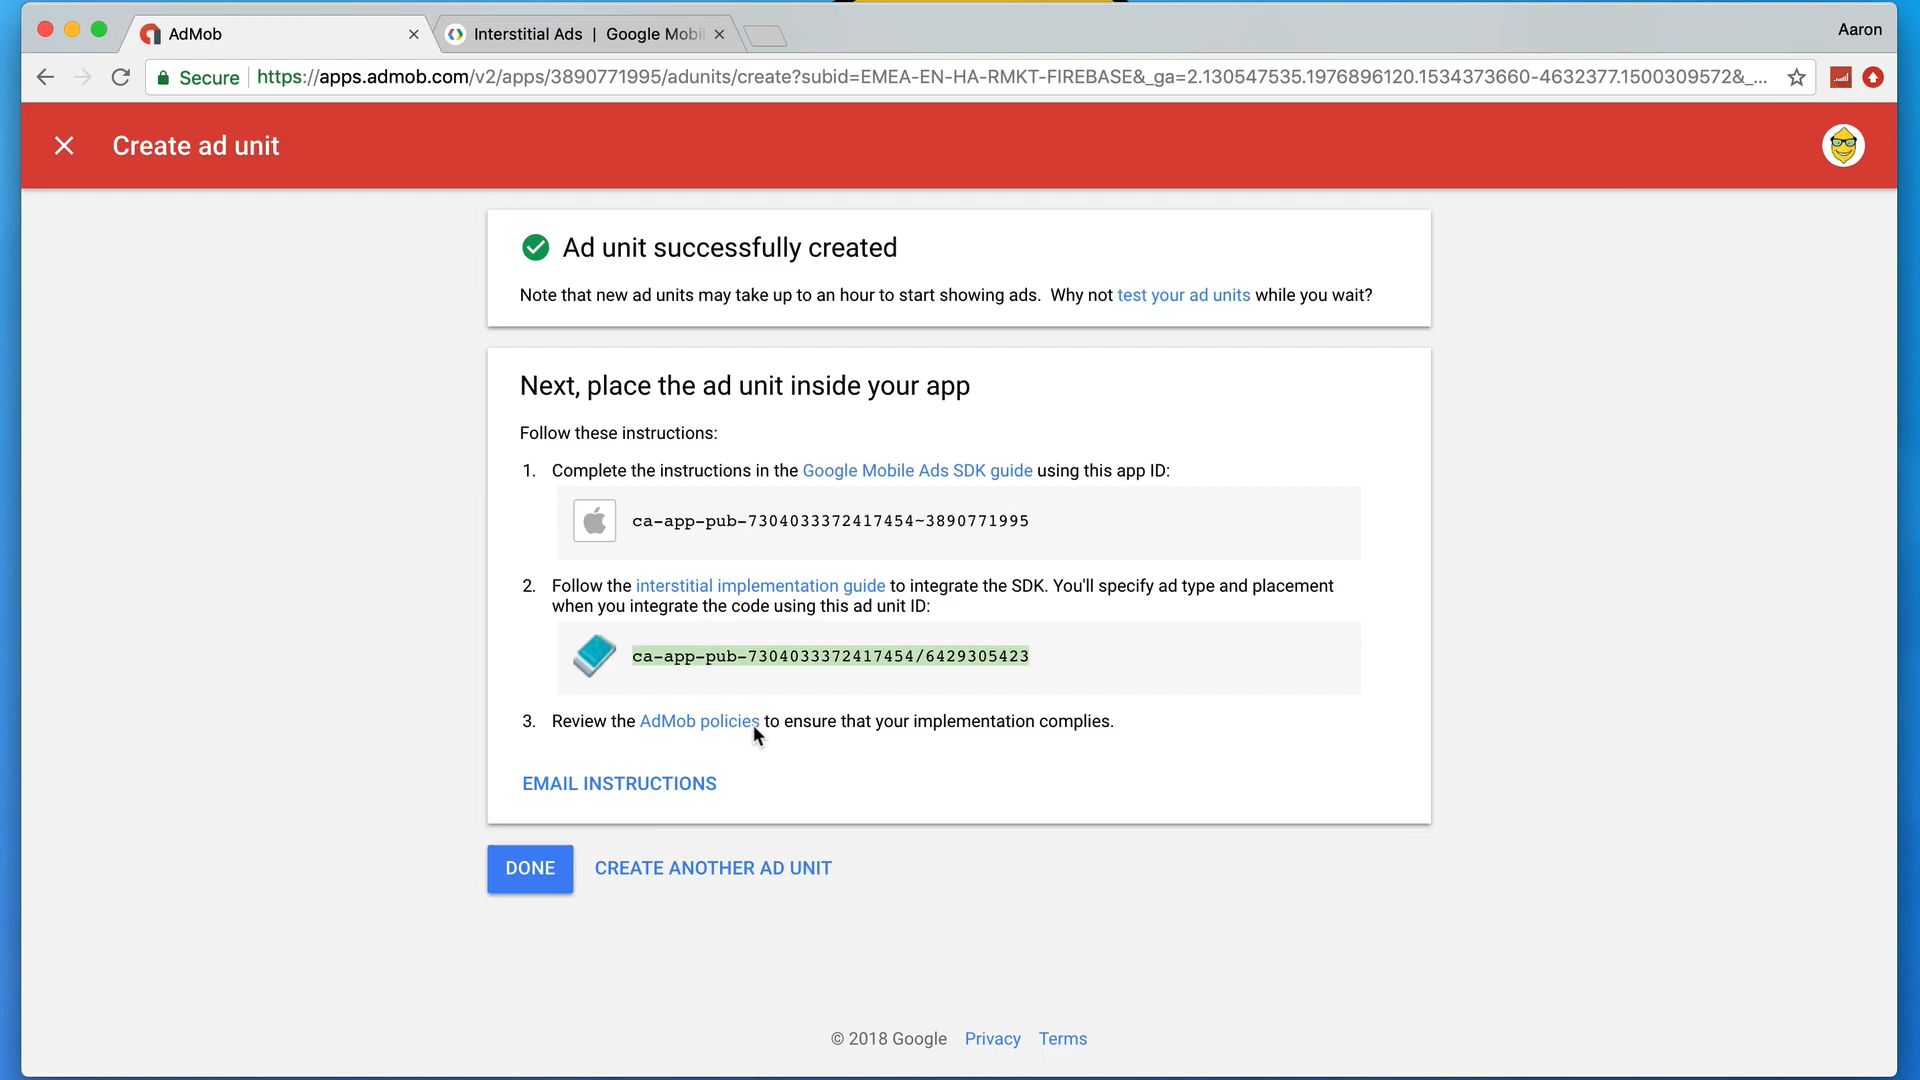 AdMob
Interstitial Ads | Google Mobi
Aaron
Secure
https://apps.admob.com/v2/apps/3890771995/adunits/create?subid=EMEA-EN-HA-RMKT-FIREBASE&_ga=2.130547535.1976896120.1534373660-4632377.1500309572&_...
Create ad unit
Ad unit successfully created
Note that new ad units may take up to an hour to start showing ads. Why not test your ad units while you wait?
Next, place the ad unit inside your app
Follow these instructions:
1. Complete the instructions in the Google Mobile Ads SDK guide using this app ID:
ca-app-pub-7304033372417454~3890771995
2. Follow the interstitial implementation guide to integrate the SDK. You'll specify ad type and placement
when you integrate the code using this ad unit ID:
ca-app-pub-7304033372417454/6429305423
3. Review the AdMob policies to ensure that your implementation complies.
EMAIL INSTRUCTIONS
DONE
CREATE ANOTHER AD UNIT
© 2018 Google Privacy Terms